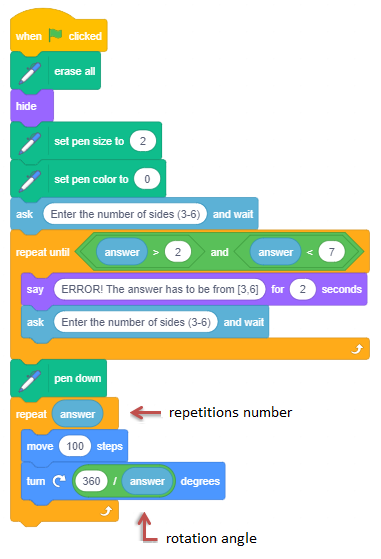 when clicked
erase all
hide
set pen size to 2
set pen color to 0
ask Enter the number of sides (3-6) and wait
repeat until answer > 2 and answer < 7
say ERROR! The answer has to be from [3,6] for 2 seconds
ask Enter the number of sides (3-6) and wait
pen down
repeat answer repetitions number
move 100 steps
turn 360 / answer degrees
rotation angle